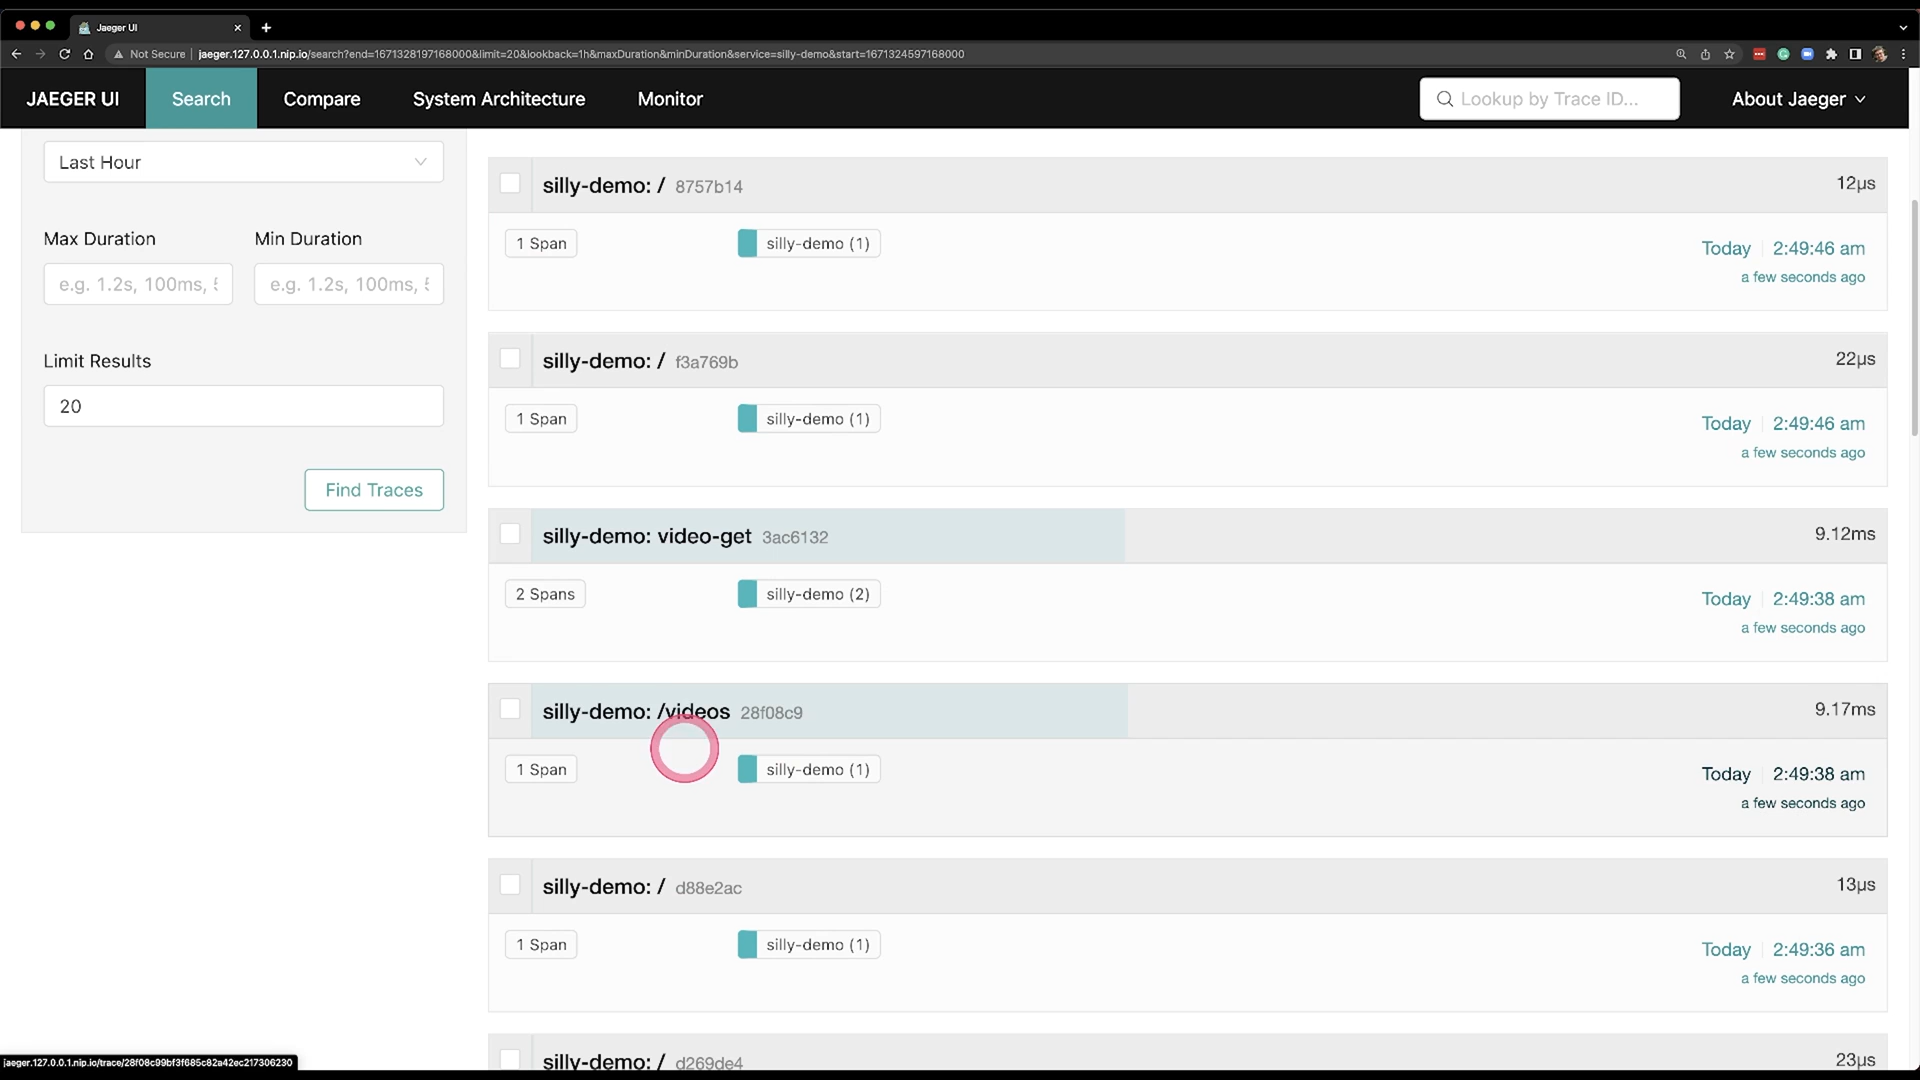 Jaeger UI
Not Secure jaeger.127.0.0.1.nip.io/search?end=1671328197168000&limit=20&lookback=1h&maxDuration&minDuration&service=silly-demo&start=1671324597168000
JAEGER UI Search Compare System Architecture Monitor Lookup by Trace ID... About Jaeger
Last Hour
Max Duration Min Duration
e.g. 1.2s, 100ms, e.g. 1.2s, 100ms,
Limit Results
20
Find Traces
silly-demo: / 8757b14 12μs
1 Span silly-demo (1) Today 2:49:46 am
a few seconds ago
silly-demo: / f3a769b 22μs
1 Span silly-demo (1) Today 2:49:46 am
a few seconds ago
silly-demo: video-get 3ac6132 9.12ms
2 Spans silly-demo (2) Today 2:49:38 am
a few seconds ago
silly-demo: /videos 28f08c9 9.17ms
1 Span silly-demo (1) Today 2:49:38 am
a few seconds ago
silly-demo: / d88e2ac 13μs
1 Span silly-demo (1) Today 2:49:36 am
a few seconds ago
silly-demo: / d269de4 23μs
jaeger.127.0.0.1.nip.io/trace/28f08c99bf3f685c82a42ec217306230